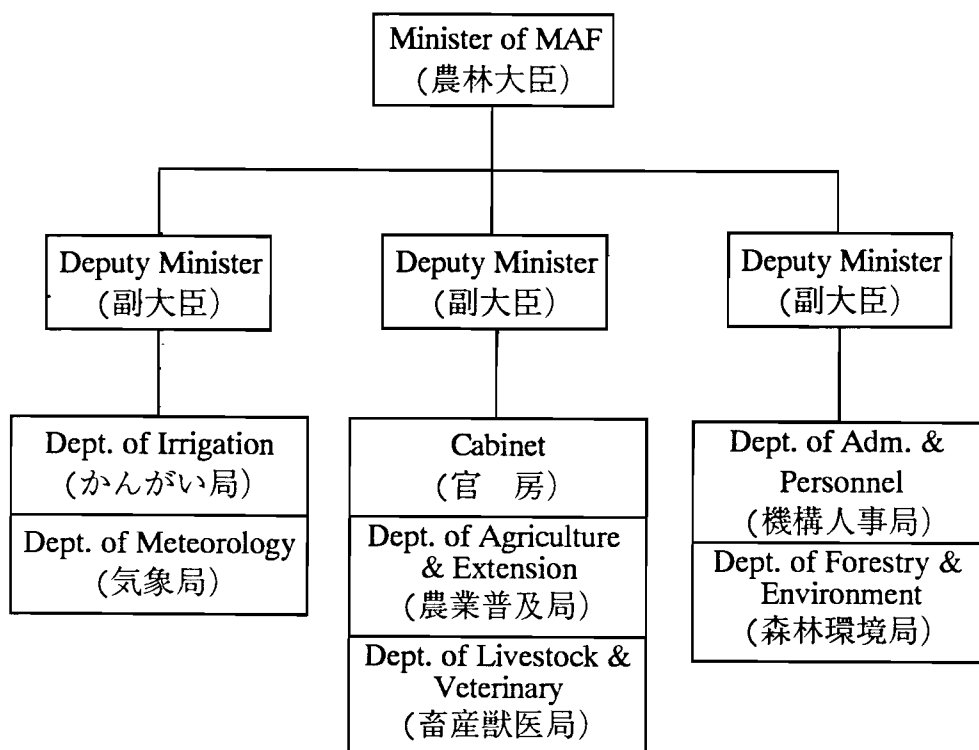 Minister of MAF
(農林大臣)
Deputy Minister
(副大臣)
Deputy Minister
(副大臣)
Deputy Minister
(副大臣)
Dept. of Irrigation
(かんがい局)
Dept. of Meteorology
(気象局)
Cabinet
(官 房)
Dept. of Agriculture
& Extension
(農業普及局)
Dept. of Livestock &
Veterinary
(畜産獣医局)
Dept. of Adm. &
Personnel
(機構人事局)
Dept. of Forestry &
Environment
(森林環境局)